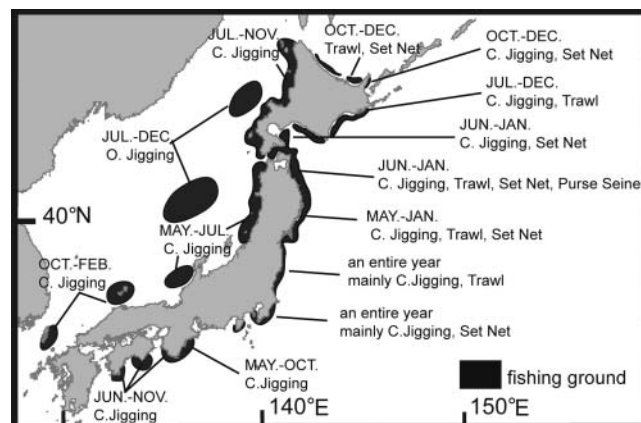 JUL.-NOV.
C. Jigging
OCT.-DEC.
Trawl, Set Net
OCT.-DEC.
C. Jigging, Set Net
JUL.-DEC.
C. Jigging, Trawl
JUL.-DEC.
O. Jigging
JUN.-JAN.
C. Jigging, Set Net
JUN.-JAN.
C. Jigging, Trawl, Set Net, Purse Seine
40°N
MAY.-JUL.
C. Jigging
MAY.-JAN.
C. Jigging, Trawl, Set Net
OCT.-FEB.
O. Jigging
an entire year
mainly C.Jigging, Trawl
an entire year
mainly C.Jigging, Set Net
MAY.-OCT.
C.Jigging
JUN.-NOV.
C.Jigging
fishing ground
140°E
150°E